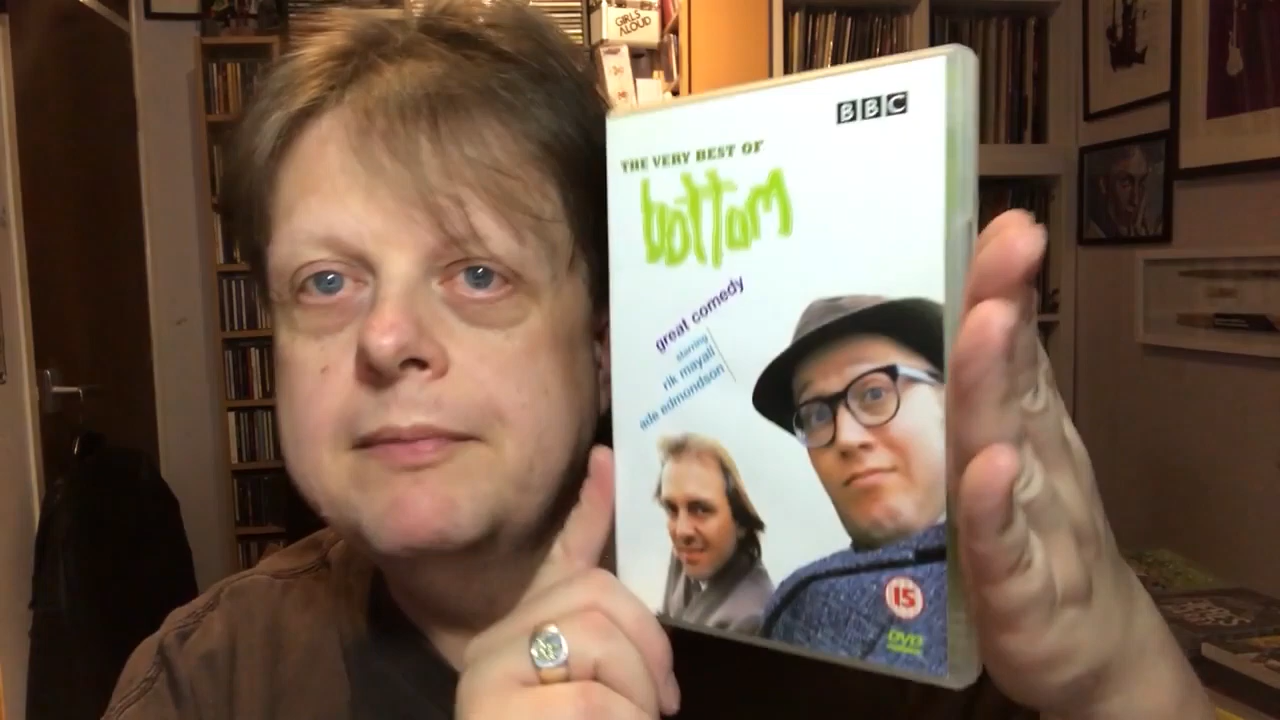 GIRLS
ALOUD
BBC
THE VERY BEST OF
bottom
great comedy
starring
rik mayall
ade edmondson
15
DVD